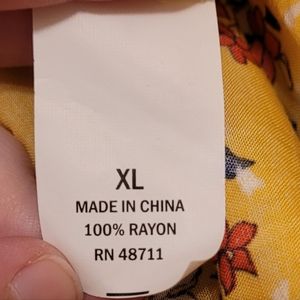 XL
MADE IN CHINA
100% RAYON
RN 48711